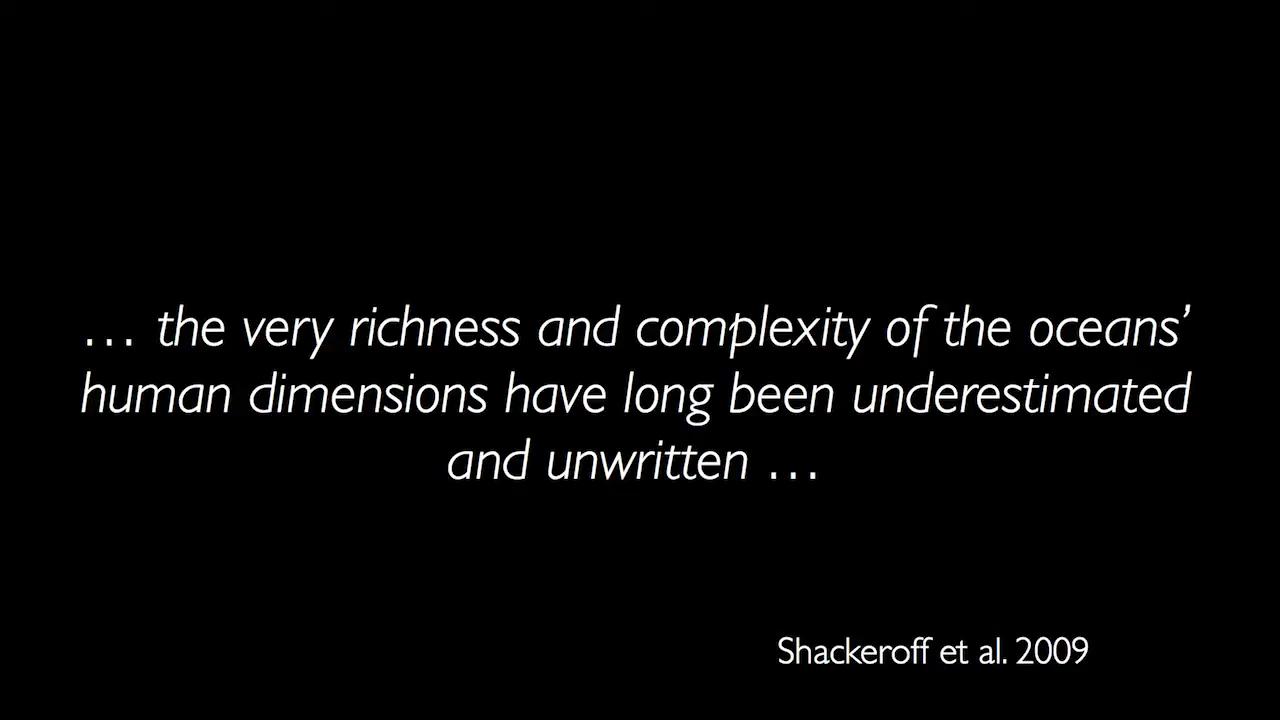 … the very richness and complexity of the oceans’
human dimensions have long been underestimated
and unwritten …
Shackeroff et al. 2009